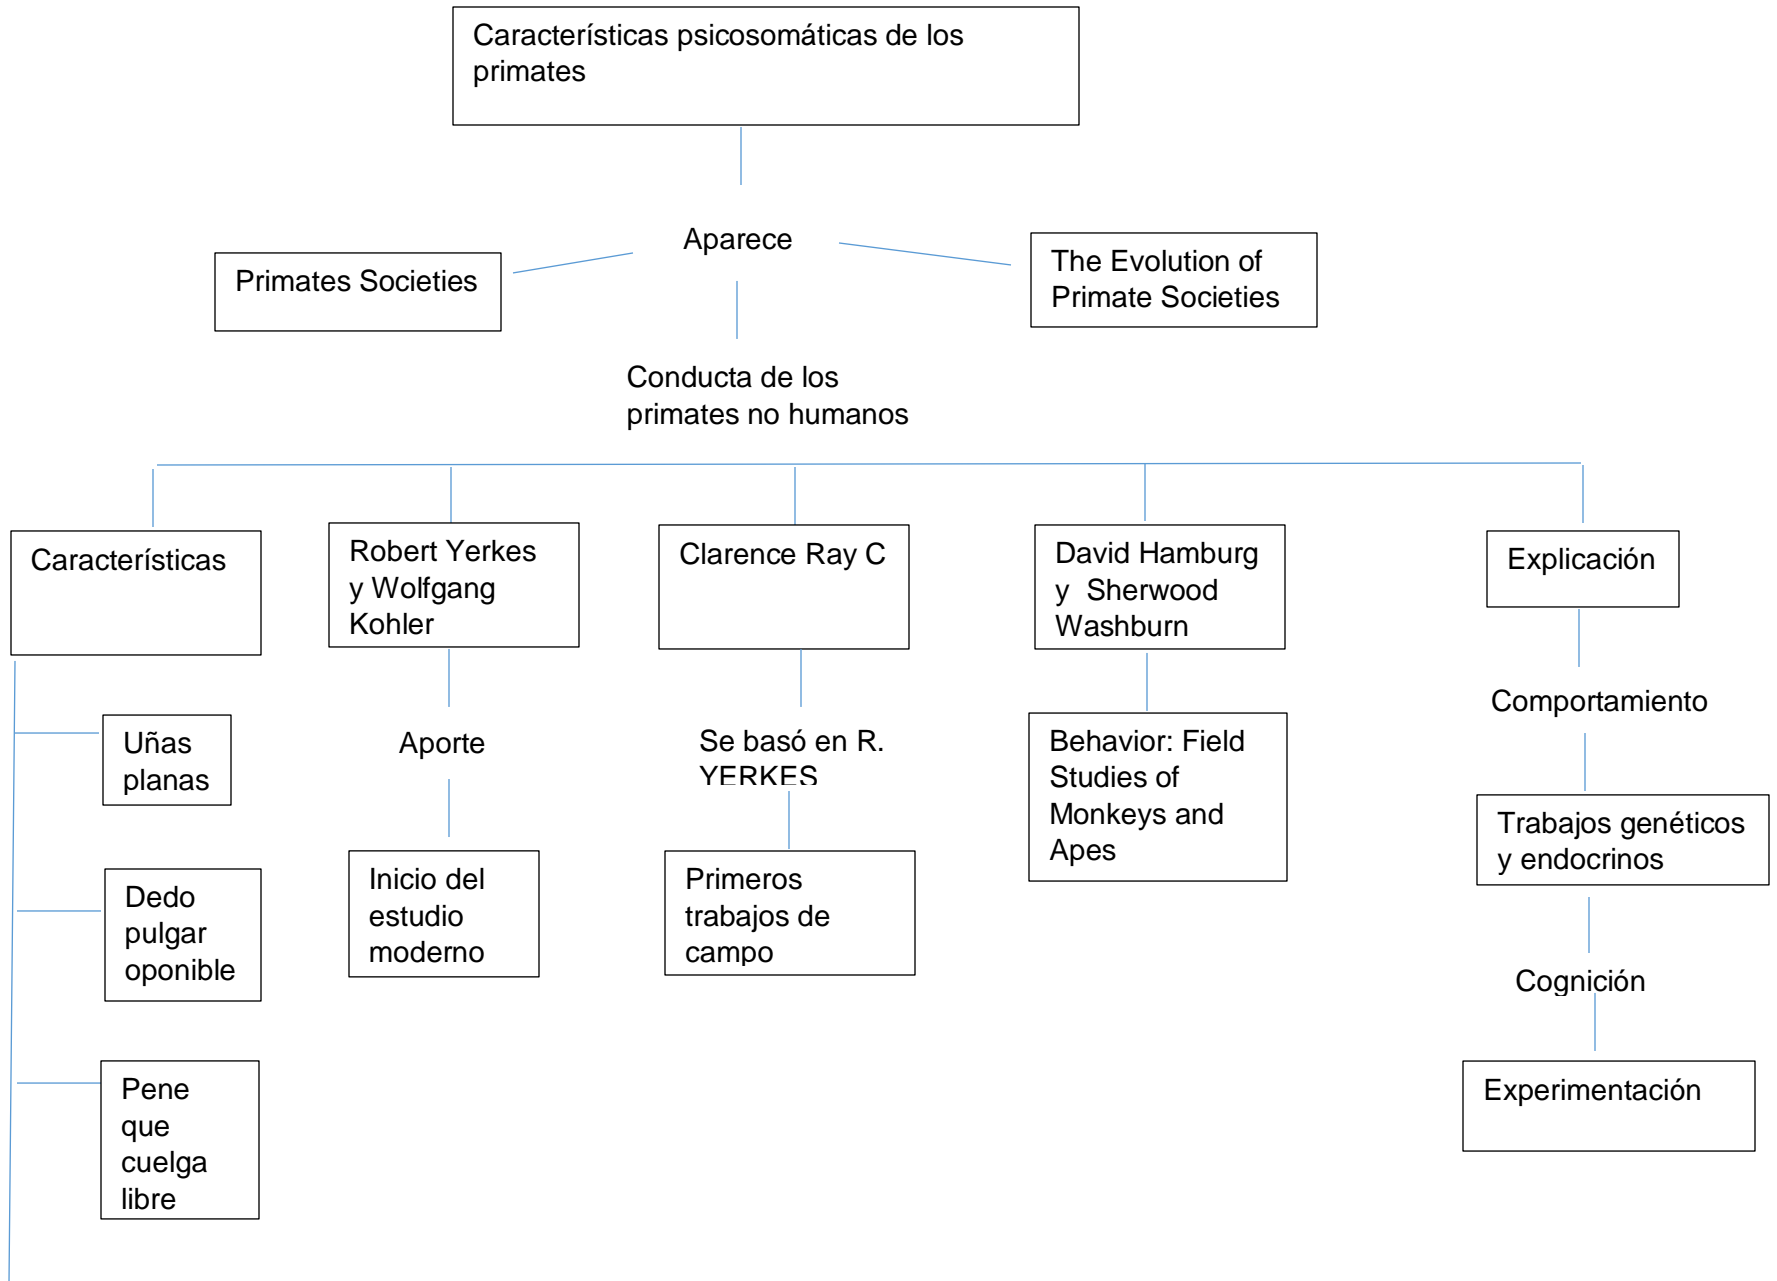 Características psicosomáticas de los
primates
Aparece
Primates Societies
The Evolution of
Primate Societies
Conducta de los
primates no humanos
Características
Robert Yerkes
y Wolfgang
Kohler
Clarence Ray C
David Hamburg
y  Sherwood
Washburn
Explicación
Uñas
planas
Dedo
pulgar
oponible
Pene
que
cuelga
libre
Aporte
Inicio del
estudio
moderno
Se basó en R.
YERKES
Primeros
trabajos de
campo
Behavior: Field
Studies of
Monkeys and
Apes
Comportamiento
Trabajos genéticos
y endocrinos
Cognición
Experimentación